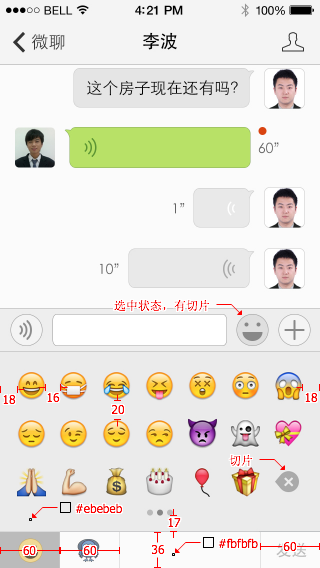 BELL 4:21 PM 100%
微聊 李波
这个房子现在还有吗?
60”
1”
10”
选中状态，有切片
18 16 20 18
切片
#ebebeb
17
60 60 36 #fbfbfb 60
发送